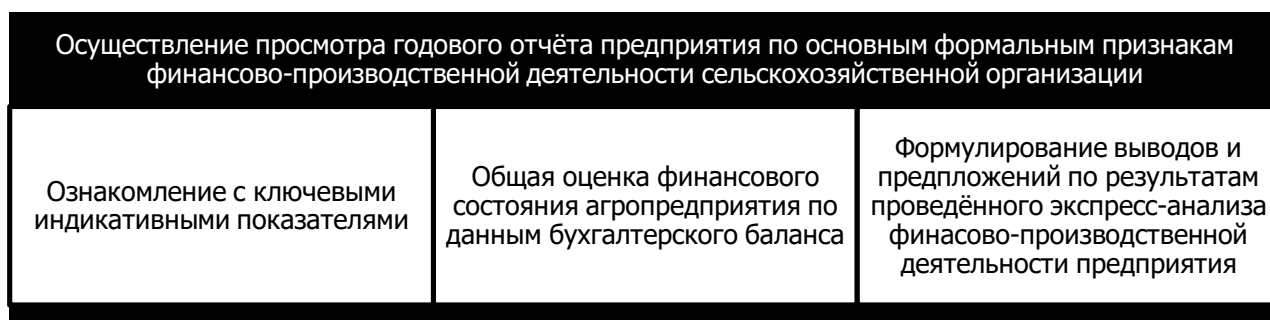 Осуществление просмотра годового отчёта предприятия по основным формальным признакам
финансово-производственной деятельности сельскохозяйственной организации
Ознакомление с ключевыми
индикативными показателями
Общая оценка финансового
состояния агропредприятия по
данным бухгалтерского баланса
Формулирование выводов и
предпложений по результатам
проведённого экспресс-анализа
финасово-производственной
деятельности предприятия